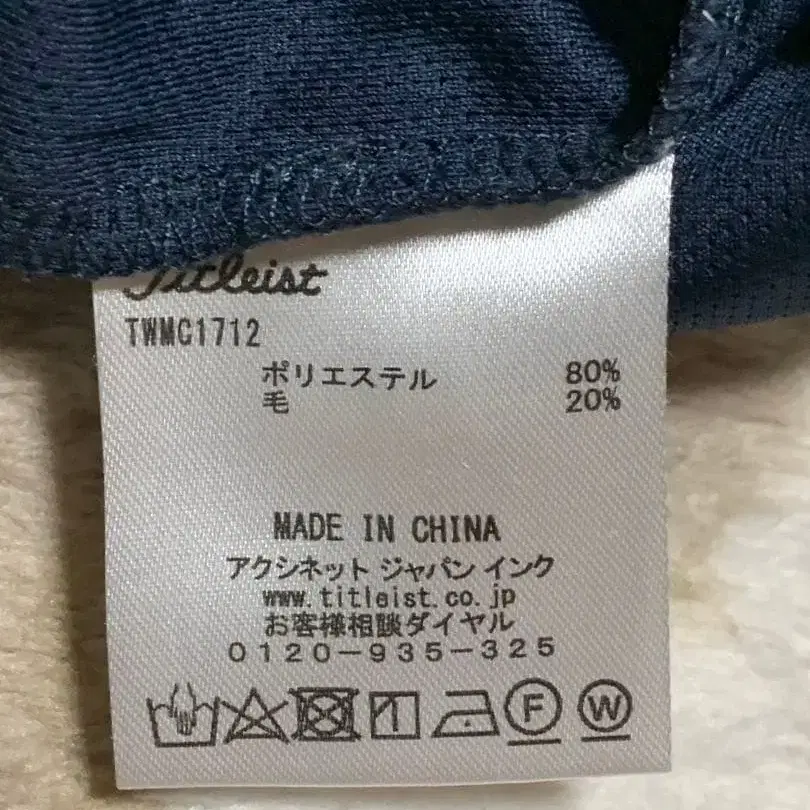 Titleist
TWMC1712
ポリエステル 80%
毛 20%
MADE IN CHINA
アクシネット ジャパン インク
www.titleist.co.jp
お客様相談ダイヤル
0120-935-325
F W